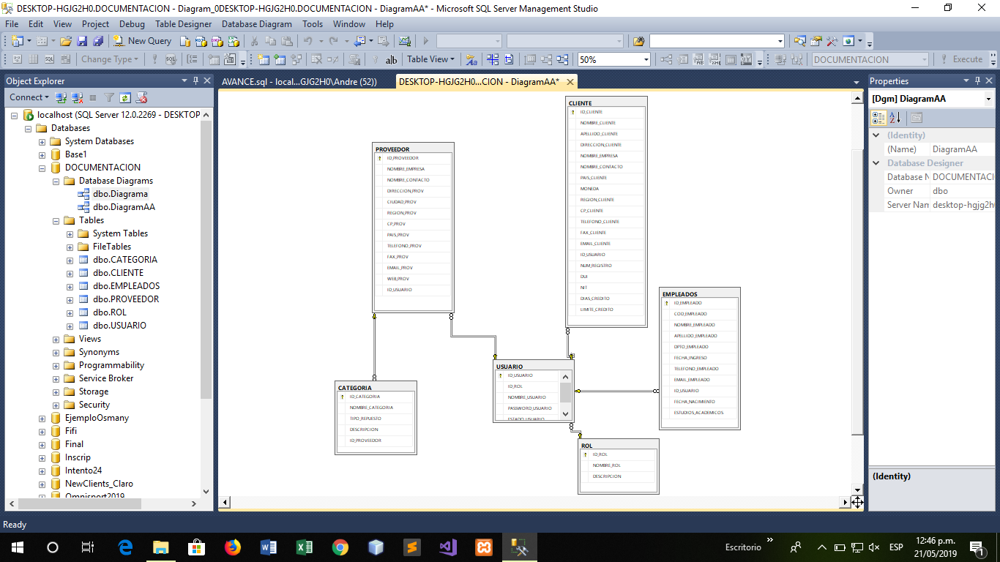 DESKTOP-HGJG2H0.DOCUMENTACION - Diagram_0DESKTOP-HGJG2H0.DOCUMENTACION - DiagramAA* - Microsoft SQL Server Management Studio
File Edit View Project Debug Table Designer Database Diagram Tools Window Help
New Query
Change Type
Table View
50%
DOCUMENTACION
Execute
Object Explorer
Connect
localhost (SQL Server 12.0.2269 - DESKTOP
Databases
System Databases
Base1
DOCUMENTACION
Database Diagrams
dbo.Diagrama
dbo.DiagramAA
Tables
System Tables
FileTables
dbo.CATEGORIA
dbo.CLIENTE
dbo.EMPLEADOS
dbo.PROVEEDOR
dbo.ROL
dbo.USUARIO
Views
Synonyms
Programmability
Service Broker
Storage
Security
EjemploOsmany
Fifi
Final
Inscrip
Intento24
NewClients_Claro
Omnisport2019
AVANCE.sql - local...GJG2H0\Andre (52))
DESKTOP-HGJG2H0...CION - DiagramAA*
PROVEEDOR
ID_PROVEEDOR
NOMBRE_EMPRESA
NOMBRE_CONTACTO
DIRECCION_PROV
CIUDAD_PROV
REGION_PROV
CP_PROV
PAIS_PROV
TELEFONO_PROV
FAX_PROV
EMAIL_PROV
WEB_PROV
ID_USUARIO
CLIENTE
ID_CLIENTE
NOMBRE_CLIENTE
APELLIDO_CLIENTE
DIRECCION_CLIENTE
NOMBRE_EMPRESA
NOMBRE_CONTACTO
PAIS_CLIENTE
MONEDA
REGION_CLIENTE
CP_CLIENTE
TELEFONO_CLIENTE
FAX_CLIENTE
EMAIL_CLIENTE
ID_USUARIO
NUM_REGISTRO
DUI
NIT
DIAS_CREDITO
LIMITE_CREDITO
EMPLEADOS
ID_EMPLEADO
COD_EMPLEADO
NOMBRE_EMPLEADO
APELLIDO_EMPLEADO
DPTO_EMPLEADO
FECHA_INGRESO
TELEFONO_EMPLEADO
EMAIL_EMPLEADO
ID_USUARIO
FECHA_NACIMIENTO
ESTUDIOS_ACADEMICOS
USUARIO
ID_USUARIO
ID_ROL
NOMBRE_USUARIO
PASSWORD_USUARIO
ESTADO_USUARIO
CATEGORIA
ID_CATEGORIA
NOMBRE_CATEGORIA
TIPO_REPUESTO
DESCRIPCION
ID_PROVEEDOR
ROL
ID_ROL
NOMBRE_ROL
DESCRIPCION
Properties
[Dgm] DiagramAA
(Identity)
(Name) DiagramAA
Database Designer
Database N DOCUMENTACI
Owner dbo
Server Nam desktop-hgjg2h
(Identity)
Ready
Escritorio
ESP
12:46 p.m.
21/05/2019
1